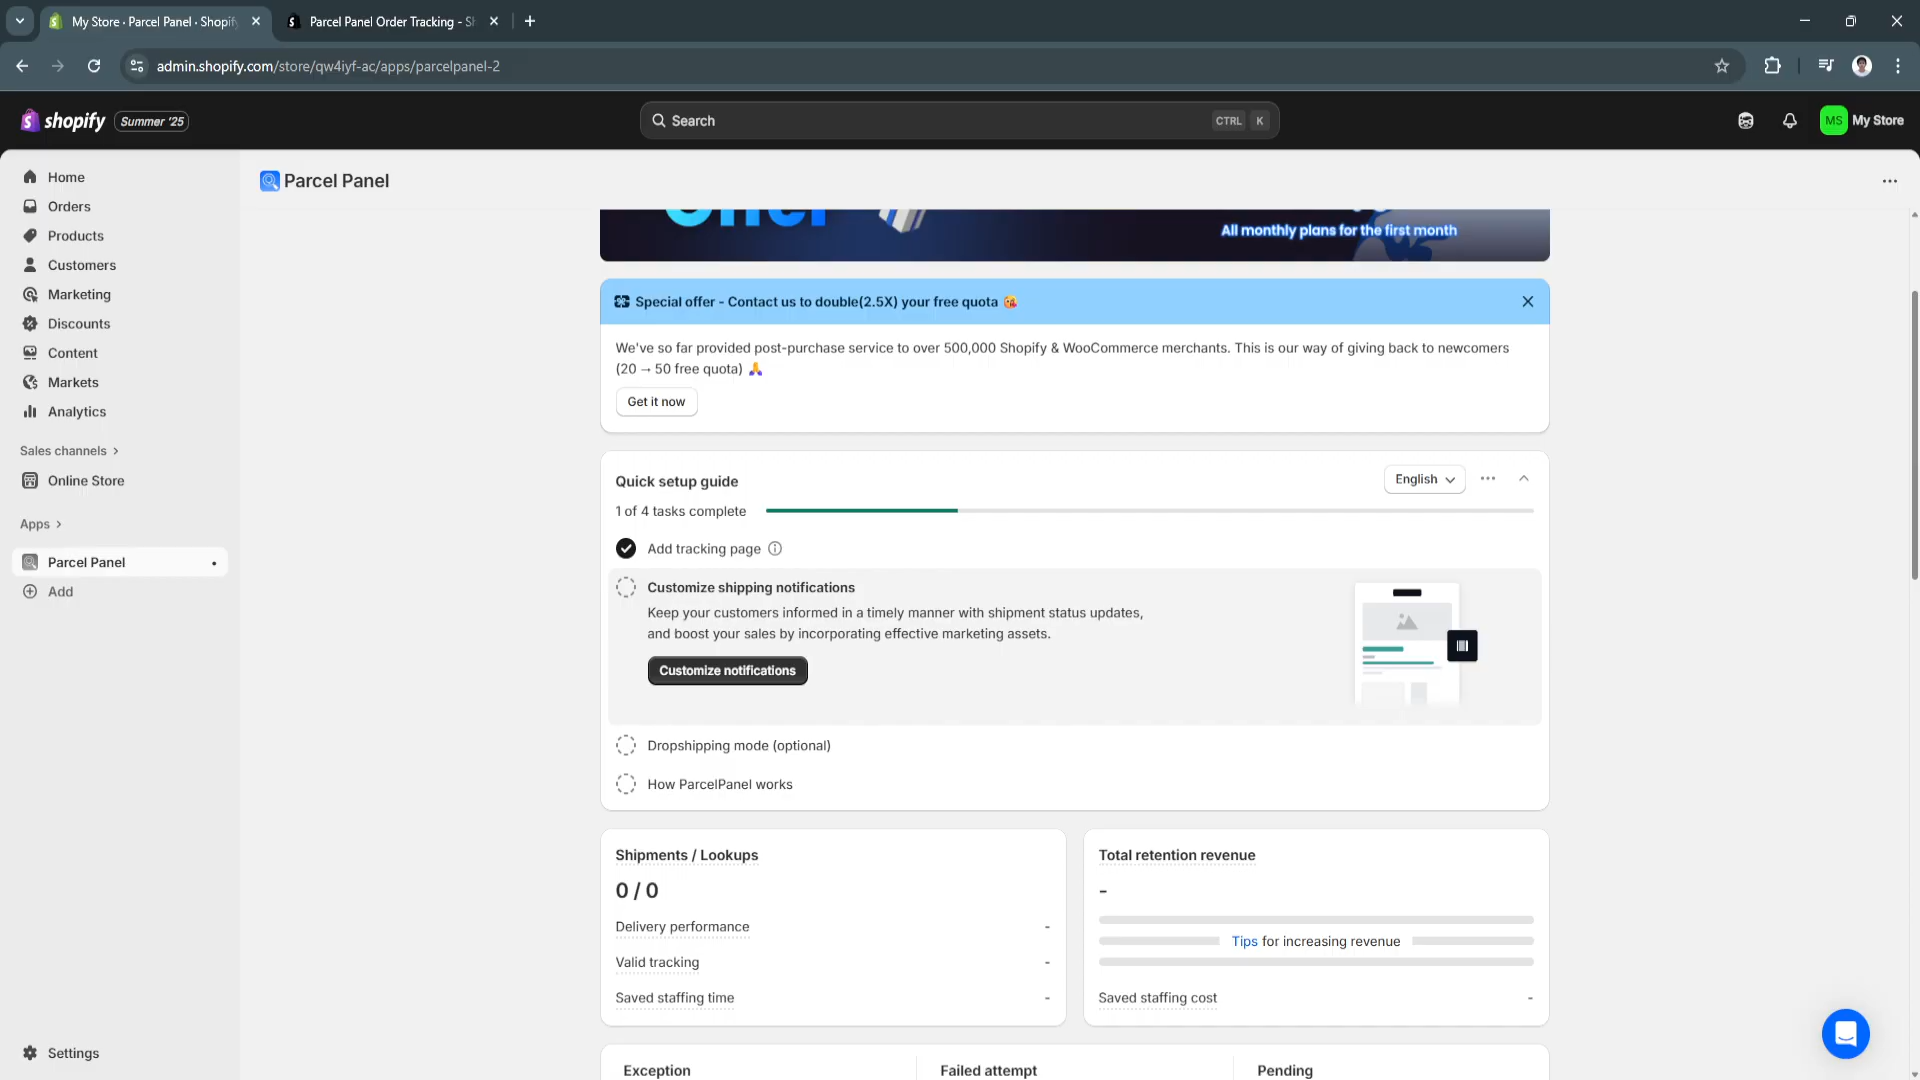 My Store · Parcel Panel · Shopify
Parcel Panel Order Tracking - S
admin.shopify.com/store/qw4iyf-ac/apps/parcelpanel-2
shopify
Summer '25
Search
CTRL K
MS My Store
Home
Orders
Products
Customers
Marketing
Discounts
Content
Markets
Analytics
Sales channels
Online Store
Apps
Parcel Panel
Add
Settings
Parcel Panel
All monthly plans for the first month
Special offer - Contact us to double(2.5X) your free quota 🎁
We've so far provided post-purchase service to over 500,000 Shopify & WooCommerce merchants. This is our way of giving back to newcomers
(20 → 50 free quota) 🙏
Get it now
Quick setup guide
English
1 of 4 tasks complete
Add tracking page
Customize shipping notifications
Keep your customers informed in a timely manner with shipment status updates,
and boost your sales by incorporating effective marketing assets.
Customize notifications
Dropshipping mode (optional)
How ParcelPanel works
Shipments / Lookups
0 / 0
Delivery performance -
Valid tracking -
Saved staffing time -
Total retention revenue
-
Tips for increasing revenue
Saved staffing cost -
Exception
Failed attempt
Pending